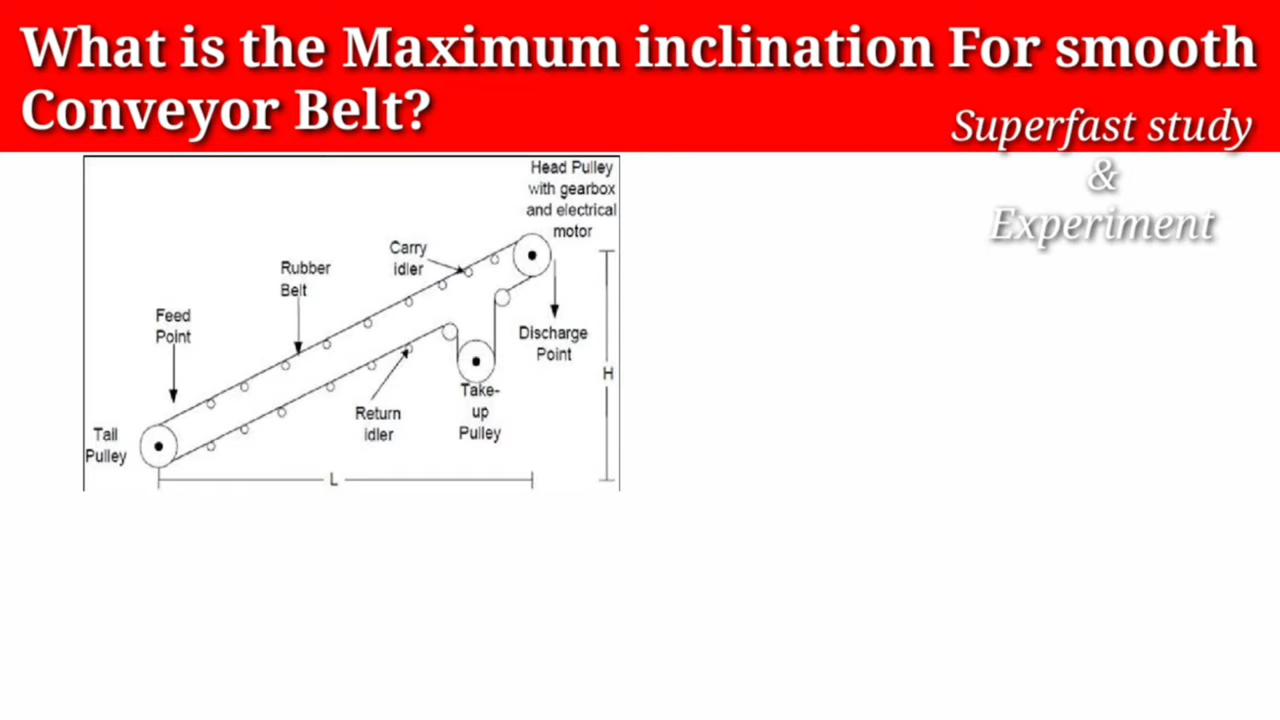 What is the Maximum inclination For smooth
Conveyor Belt?
Superfast study
&
Experiment
Head Pulley
with gearbox
and electrical
motor
Carry
idler
Rubber
Belt
Feed
Point
Discharge
Point
H
Take-
up
Pulley
Return
idler
Tail
Pulley
L